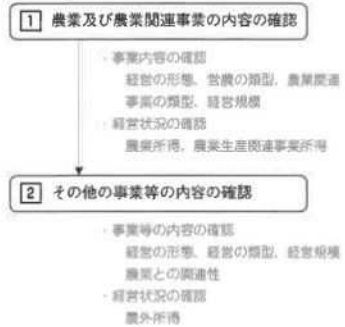 1 農業及び農業関連事業の内容の確認
・事業内容の確認
経営の形態、営農の類型、農業関連
事業の類型、経営規模
・経営状況の確認
農業所得、農業生産関連事業所得
2 その他の事業等の内容の確認
・事業等の内容の確認
経営の形態、経営の類型、経営規模
農業との関連性
・経営状況の確認
農外所得